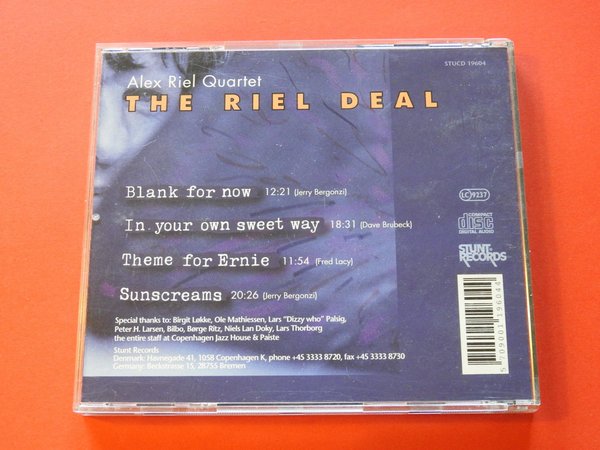 STUCD 19604
Alex Riel Quartet
THE RIEL DEAL
Blank for now 12:21 (Jerry Bergonzi)
In your own sweet way 18:31 (Dave Brubeck)
Theme for Ernie 11:54 (Fred Lacy)
Sunscreams 20:26 (Jerry Bergonzi)
LC 9237
COMPACT
disc
DIGITAL AUDIO
STUNT-
RECORDS
5 709001 196044
Special thanks to: Birgit Løkke, Ole Mathiessen, Lars "Dizzy who" Palsig,
Peter H. Larsen, Bilbo, Børge Ritz, Niels Lan Doky, Lars Thorborg
the entire staff at Copenhagen Jazz House & Paiste
Stunt Records
Denmark: Havnegade 41, 1058 Copenhagen K, phone +45 3333 8720, fax +45 3333 8730
Germany: Beckstrasse 15, 28755 Bremen